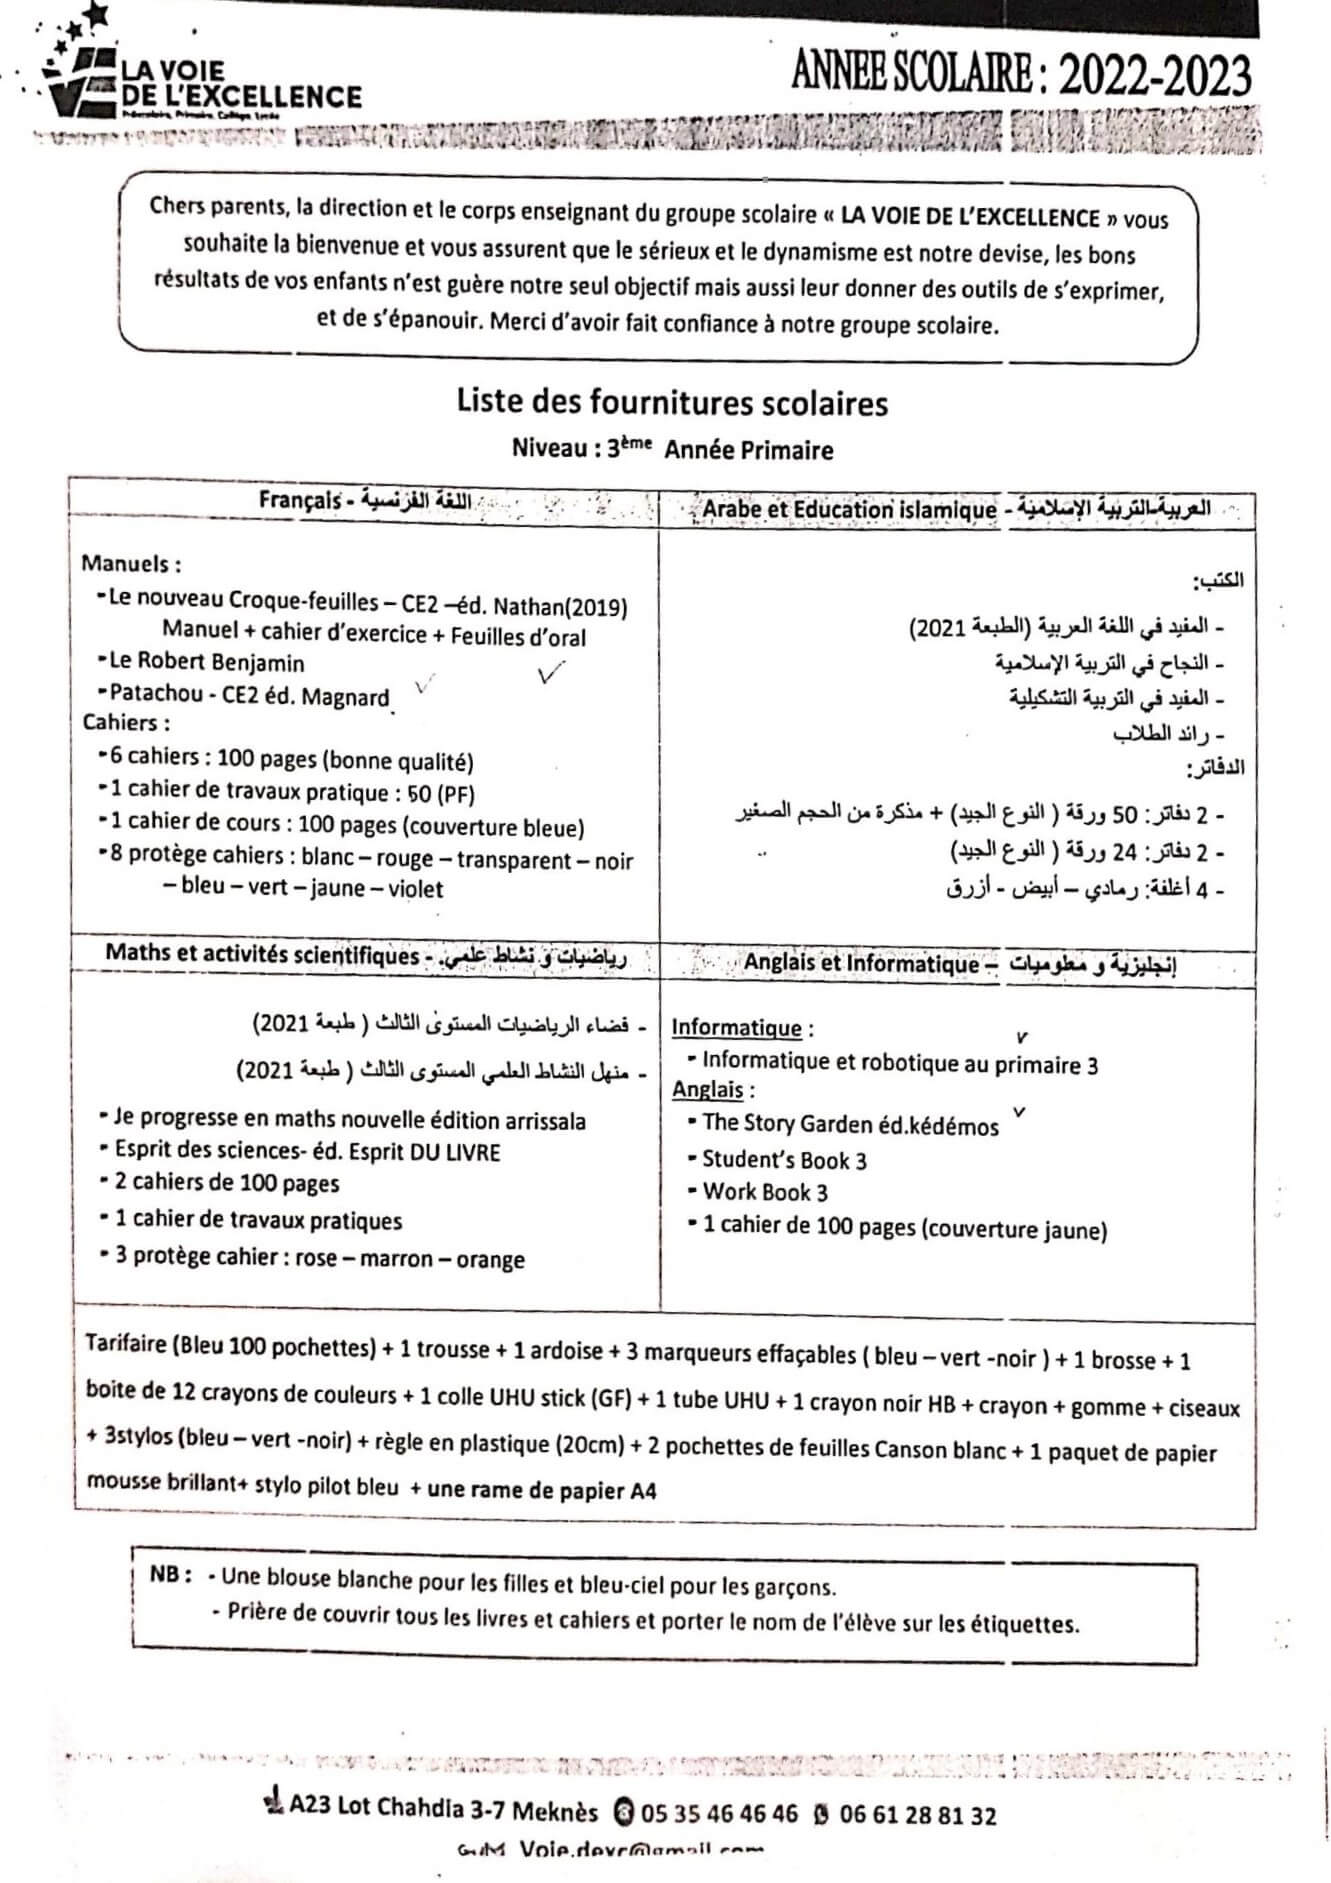 LA VOIE
DE L'EXCELLENCE
Préscolaire, Primaire, Collège, Lycée
ANNEE SCOLAIRE : 2022-2023
Chers parents, la direction et le corps enseignant du groupe scolaire « LA VOIE DE L'EXCELLENCE » vous
souhaite la bienvenue et vous assurent que le sérieux et le dynamisme est notre devise, les bons
résultats de vos enfants n'est guère notre seul objectif mais aussi leur donner des outils de s'exprimer,
et de s'épanouir. Merci d'avoir fait confiance à notre groupe scolaire.
Liste des fournitures scolaires
Niveau : 3ème Année Primaire
Français - اللغة الفرنسية
Manuels :
-Le nouveau Croque-feuilles – CE2 –éd. Nathan(2019)
Manuel + cahier d'exercice + Feuilles d'oral
-Le Robert Benjamin
-Patachou - CE2 éd. Magnard
Cahiers :
-6 cahiers : 100 pages (bonne qualité)
-1 cahier de travaux pratique : 50 (PF)
-1 cahier de cours : 100 pages (couverture bleue)
-8 protège cahiers : blanc – rouge – transparent – noir
– bleu – vert – jaune – violet
Arabe et Education islamique - العربية-التربية الإسلامية
الكتب:
- المفيد في اللغة العربية (الطبعة 2021)
- النجاح في التربية الإسلامية
- المفيد في التربية التشكيلية
- رائد الطلاب
الدفاتر:
- 2 دفاتر: 50 ورقة ( النوع الجيد) + مذكرة من الحجم الصغير
- 2 دفاتر: 24 ورقة ( النوع الجيد)
- 4 أغلفة: رمادي – أبيض - أزرق
Maths et activités scientifiques - رياضيات و نشاط علمي.
- فضاء الرياضيات المستوى الثالث ( طبعة 2021)
- منهل النشاط العلمي المستوى الثالث ( طبعة 2021)
- Je progresse en maths nouvelle édition arrissala
- Esprit des sciences- éd. Esprit DU LIVRE
- 2 cahiers de 100 pages
- 1 cahier de travaux pratiques
- 3 protège cahier : rose – marron – orange
Anglais et Informatique – إنجليزية و معلوميات
Informatique :
- Informatique et robotique au primaire 3
Anglais :
- The Story Garden éd.kédémos
- Student's Book 3
- Work Book 3
- 1 cahier de 100 pages (couverture jaune)
Tarifaire (Bleu 100 pochettes) + 1 trousse + 1 ardoise + 3 marqueurs effaçables ( bleu – vert -noir ) + 1 brosse + 1
boite de 12 crayons de couleurs + 1 colle UHU stick (GF) + 1 tube UHU + 1 crayon noir HB + crayon + gomme + ciseaux
+ 3stylos (bleu – vert -noir) + règle en plastique (20cm) + 2 pochettes de feuilles Canson blanc + 1 paquet de papier
mousse brillant+ stylo pilot bleu + une rame de papier A4
NB : - Une blouse blanche pour les filles et bleu-ciel pour les garçons.
- Prière de couvrir tous les livres et cahiers et porter le nom de l'élève sur les étiquettes.
A23 Lot Chahdia 3-7 Meknès 05 35 46 46 46 06 61 28 81 32